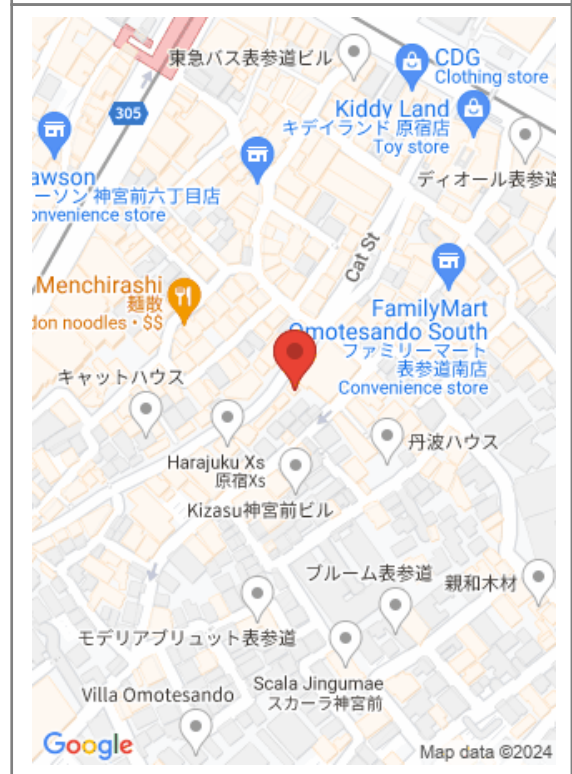 東急バス表参道ビル
CDG
Clothing store
305
Kiddy Land
キデイランド 原宿店
Toy store
ディオール表参道
awson
ーソン 神宮前六丁目店
onvenience store
Cat St
Menchirashi
麺散
don noodles • $$
FamilyMart
Omotesando South
ファミリーマート
表参道南店
Convenience store
キャットハウス
丹波ハウス
Harajuku Xs
原宿Xs
Kizasu神宮前ビル
ブルーム表参道
親和木材
モデリアブリュット表参道
Scala Jingumae
スカーラ神宮前
Villa Omotesando
Google
Map data ©2024